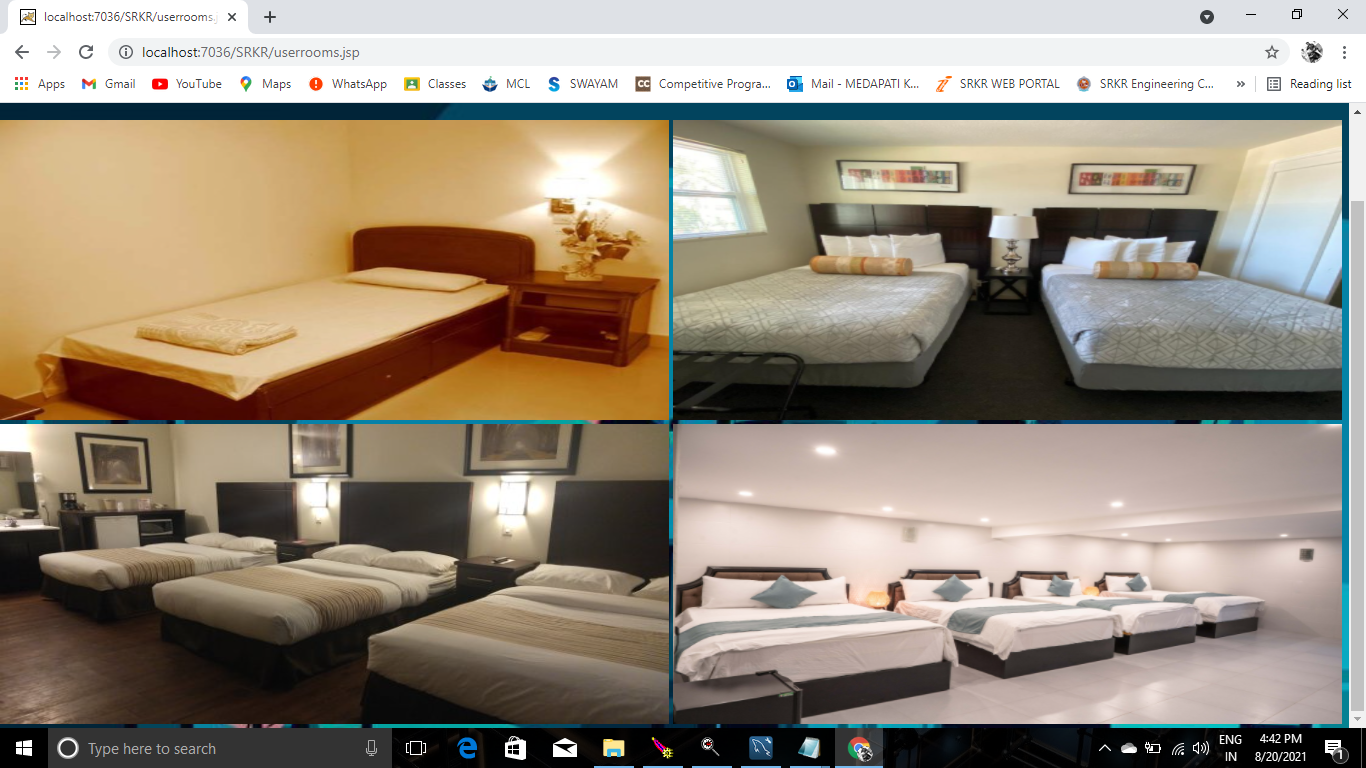 localhost:7036/SRKR/userrooms.j
localhost:7036/SRKR/userrooms.jsp
Apps Gmail YouTube Maps WhatsApp Classes MCL SWAYAM CC Competitive Progra... Mail - MEDAPATI K... SRKR WEB PORTAL SRKR Engineering C... » Reading list
Type here to search
ENG 4:42 PM
IN 8/20/2021 1